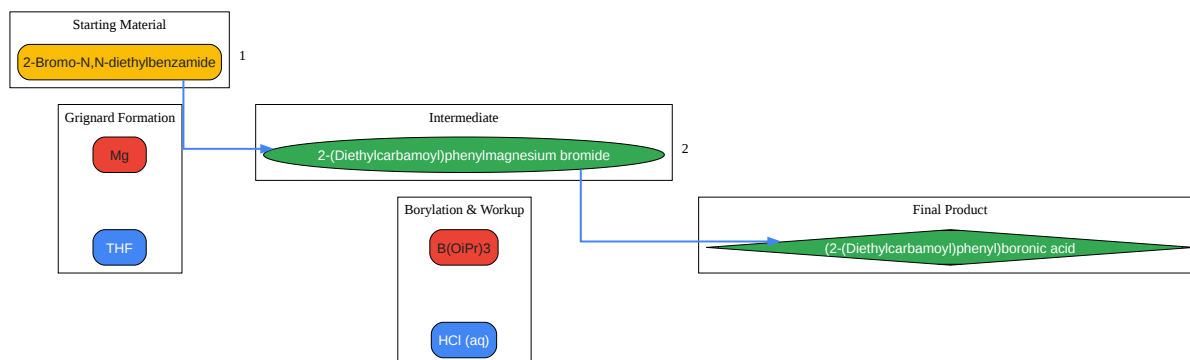 Starting Material
2-Bromo-N,N-diethylbenzamide
1
Grignard Formation
Mg
THF
Intermediate
2-(Diethylcarbamoyl)phenylmagnesium bromide
2
Borylation & Workup
B(OiPr)3
HCl (aq)
Final Product
(2-(Diethylcarbamoyl)phenyl)boronic acid